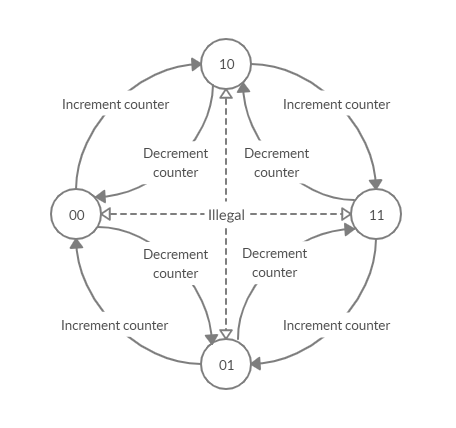 10
Increment counter
Increment counter
Decrement
counter
Decrement
counter
00
Illegal
11
Decrement
counter
Decrement
counter
Increment counter
Increment counter
01